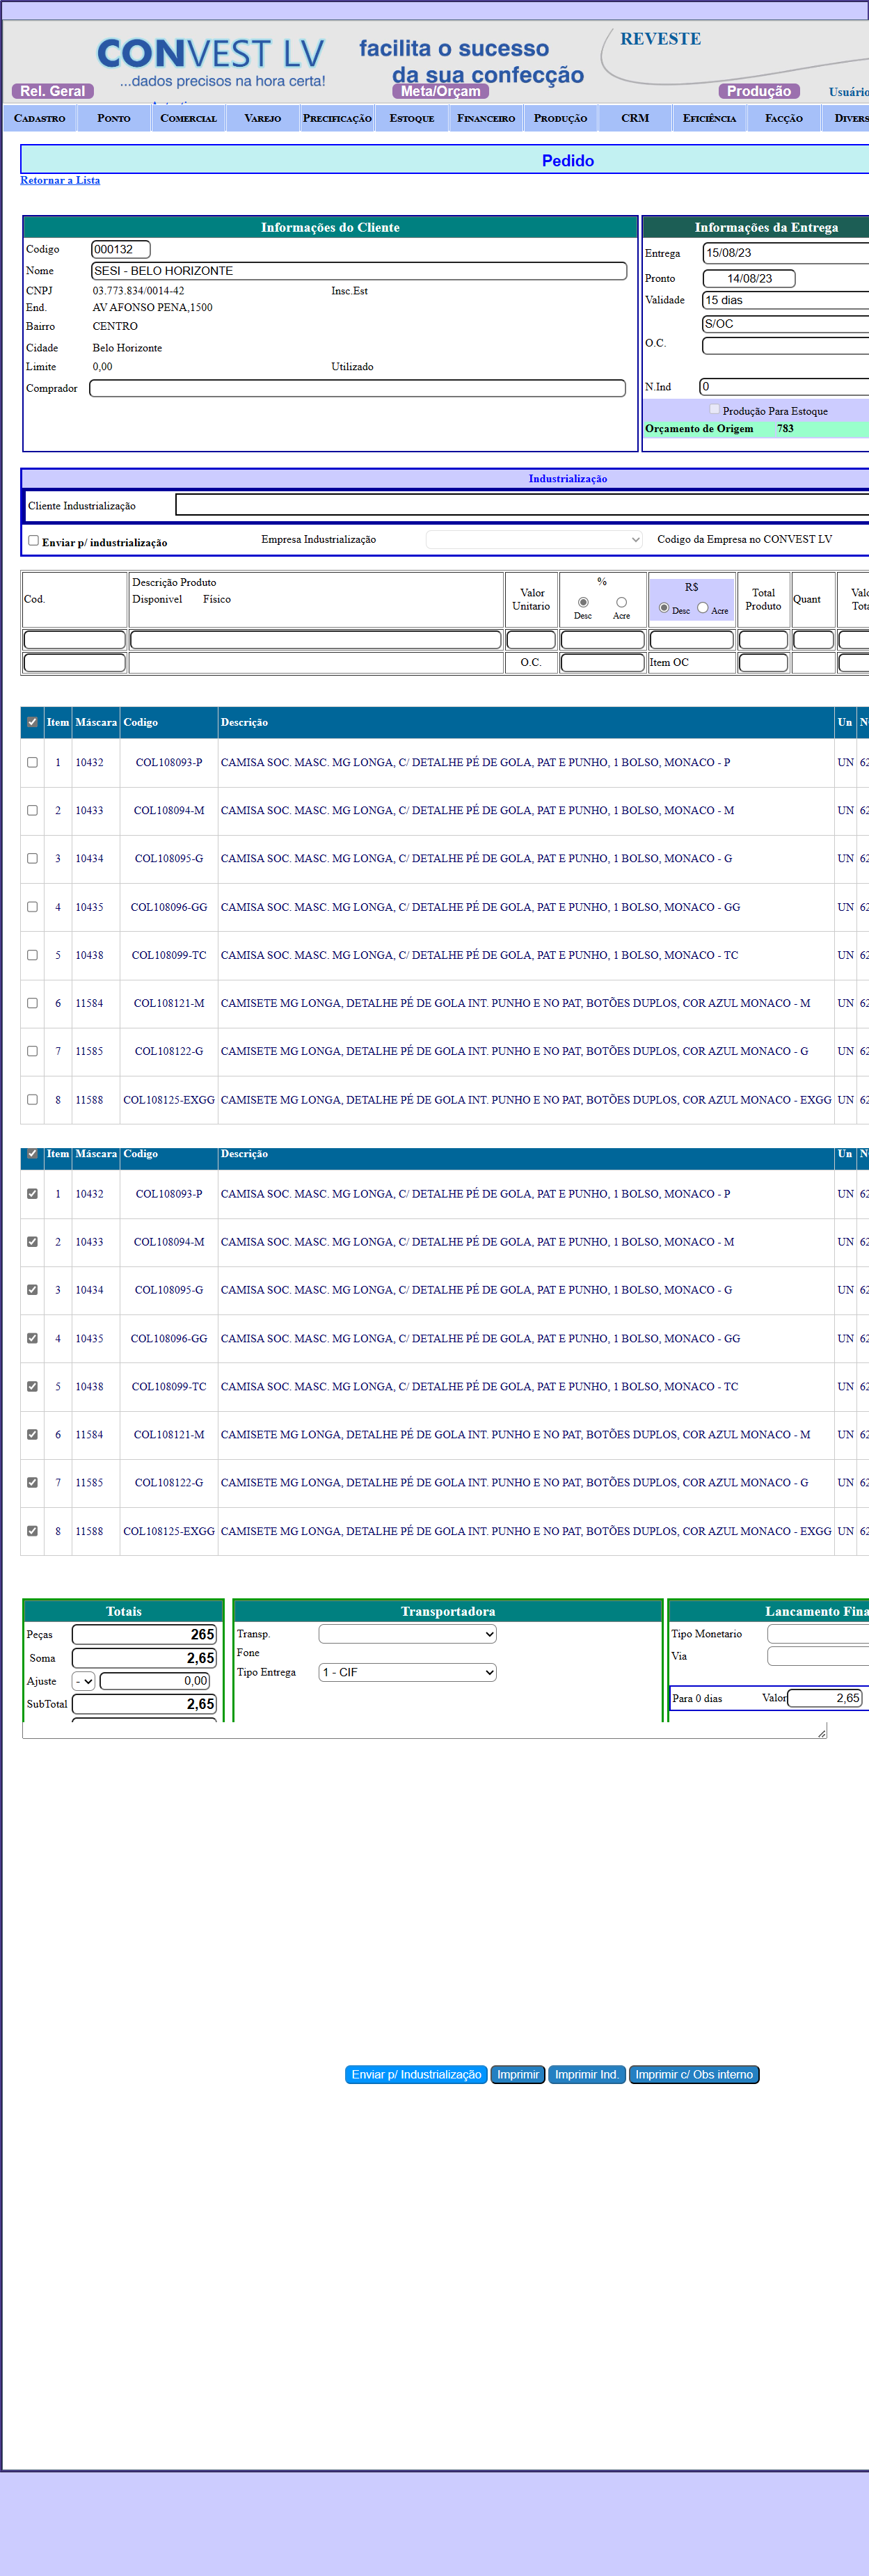 CONVEST LV
...dados precisos na hora certa!
facilita o sucesso
da sua confecção
REVESTE
Rel. Geral
Meta/Orçam
Produção
Usuário
CADASTRO PONTO COMERCIAL VAREJO PRECIFICAÇÃO ESTOQUE FINANCEIRO PRODUÇÃO CRM EFICIÊNCIA FACÇÃO DIVERS
Pedido
Retornar a Lista
Informações do Cliente
Codigo 000132
Nome SESI - BELO HORIZONTE
CNPJ 03.773.834/0014-42 Insc.Est
End. AV AFONSO PENA,1500
Bairro CENTRO
Cidade Belo Horizonte
Limite 0,00 Utilizado
Comprador
Informações da Entrega
Entrega 15/08/23
Pronto 14/08/23
Validade 15 dias
S/OC
O.C.
N.Ind 0
Produção Para Estoque
Orçamento de Origem 783
Industrialização
Cliente Industrialização
Enviar p/ industrialização Empresa Industrialização Codigo da Empresa no CONVEST LV
Cod.
Descrição Produto
Disponivel Físico
Valor Unitario
%
Desc Acre
R$
Desc Acre
Total Produto
Quant
O.C. Item OC
Item Máscara Codigo Descrição Un
1 10432 COL108093-P CAMISA SOC. MASC. MG LONGA, C/ DETALHE PÉ DE GOLA, PAT E PUNHO, 1 BOLSO, MONACO - P UN 62
2 10433 COL108094-M CAMISA SOC. MASC. MG LONGA, C/ DETALHE PÉ DE GOLA, PAT E PUNHO, 1 BOLSO, MONACO - M UN 62
3 10434 COL108095-G CAMISA SOC. MASC. MG LONGA, C/ DETALHE PÉ DE GOLA, PAT E PUNHO, 1 BOLSO, MONACO - G UN 62
4 10435 COL108096-GG CAMISA SOC. MASC. MG LONGA, C/ DETALHE PÉ DE GOLA, PAT E PUNHO, 1 BOLSO, MONACO - GG UN 62
5 10438 COL108099-TC CAMISA SOC. MASC. MG LONGA, C/ DETALHE PÉ DE GOLA, PAT E PUNHO, 1 BOLSO, MONACO - TC UN 62
6 11584 COL108121-M CAMISETE MG LONGA, DETALHE PÉ DE GOLA INT. PUNHO E NO PAT, BOTÕES DUPLOS, COR AZUL MONACO - M UN 62
7 11585 COL108122-G CAMISETE MG LONGA, DETALHE PÉ DE GOLA INT. PUNHO E NO PAT, BOTÕES DUPLOS, COR AZUL MONACO - G UN 62
8 11588 COL108125-EXGG CAMISETE MG LONGA, DETALHE PÉ DE GOLA INT. PUNHO E NO PAT, BOTÕES DUPLOS, COR AZUL MONACO - EXGG UN 62
Item Máscara Codigo Descrição Un
1 10432 COL108093-P CAMISA SOC. MASC. MG LONGA, C/ DETALHE PÉ DE GOLA, PAT E PUNHO, 1 BOLSO, MONACO - P UN 62
2 10433 COL108094-M CAMISA SOC. MASC. MG LONGA, C/ DETALHE PÉ DE GOLA, PAT E PUNHO, 1 BOLSO, MONACO - M UN 62
3 10434 COL108095-G CAMISA SOC. MASC. MG LONGA, C/ DETALHE PÉ DE GOLA, PAT E PUNHO, 1 BOLSO, MONACO - G UN 62
4 10435 COL108096-GG CAMISA SOC. MASC. MG LONGA, C/ DETALHE PÉ DE GOLA, PAT E PUNHO, 1 BOLSO, MONACO - GG UN 62
5 10438 COL108099-TC CAMISA SOC. MASC. MG LONGA, C/ DETALHE PÉ DE GOLA, PAT E PUNHO, 1 BOLSO, MONACO - TC UN 62
6 11584 COL108121-M CAMISETE MG LONGA, DETALHE PÉ DE GOLA INT. PUNHO E NO PAT, BOTÕES DUPLOS, COR AZUL MONACO - M UN 62
7 11585 COL108122-G CAMISETE MG LONGA, DETALHE PÉ DE GOLA INT. PUNHO E NO PAT, BOTÕES DUPLOS, COR AZUL MONACO - G UN 62
8 11588 COL108125-EXGG CAMISETE MG LONGA, DETALHE PÉ DE GOLA INT. PUNHO E NO PAT, BOTÕES DUPLOS, COR AZUL MONACO - EXGG UN 62
Totais
Peças 265
Soma 2,65
Ajuste - 0,00
SubTotal 2,65
Transportadora
Transp.
Fone
Tipo Entrega 1 - CIF
Lancamento Fina
Tipo Monetario
Via
Para 0 dias Valor 2,65
Enviar p/ Industrialização Imprimir Imprimir Ind. Imprimir c/ Obs interno